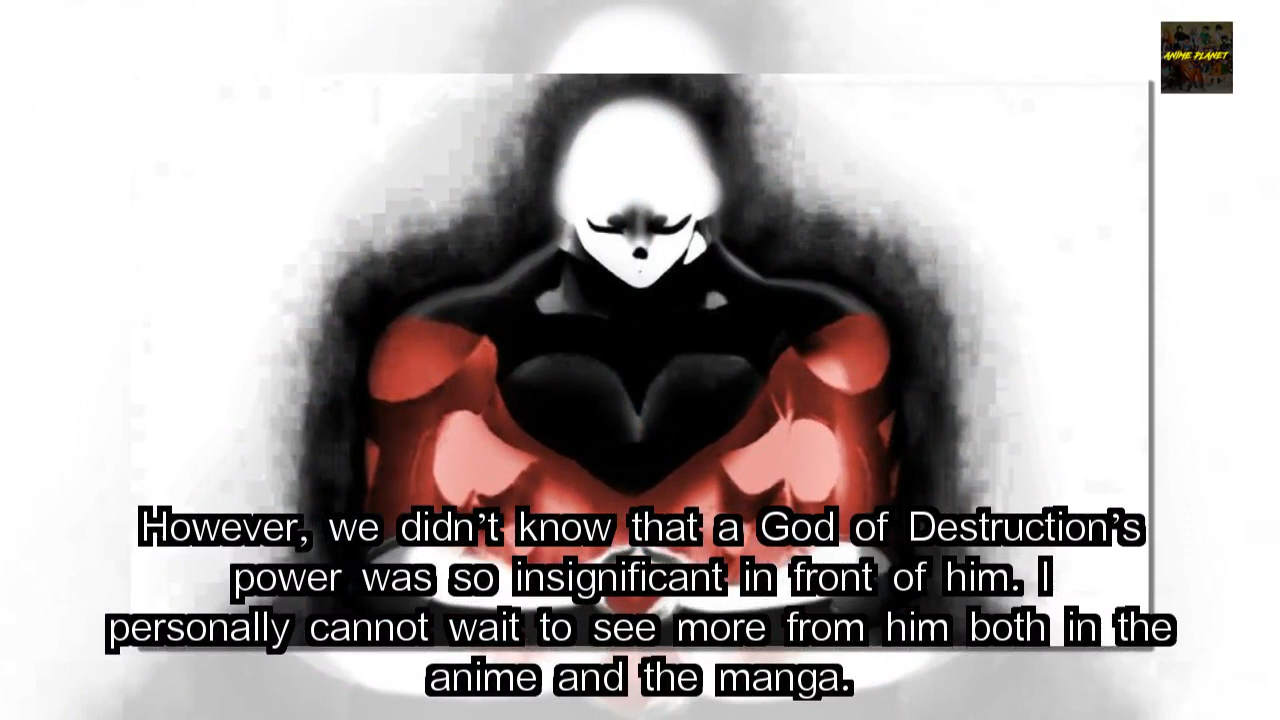 ANIME PLANET
However, we didn't know that a God of Destruction's
power was so insignificant in front of him. I
personally cannot wait to see more from him both in the
anime and the manga.